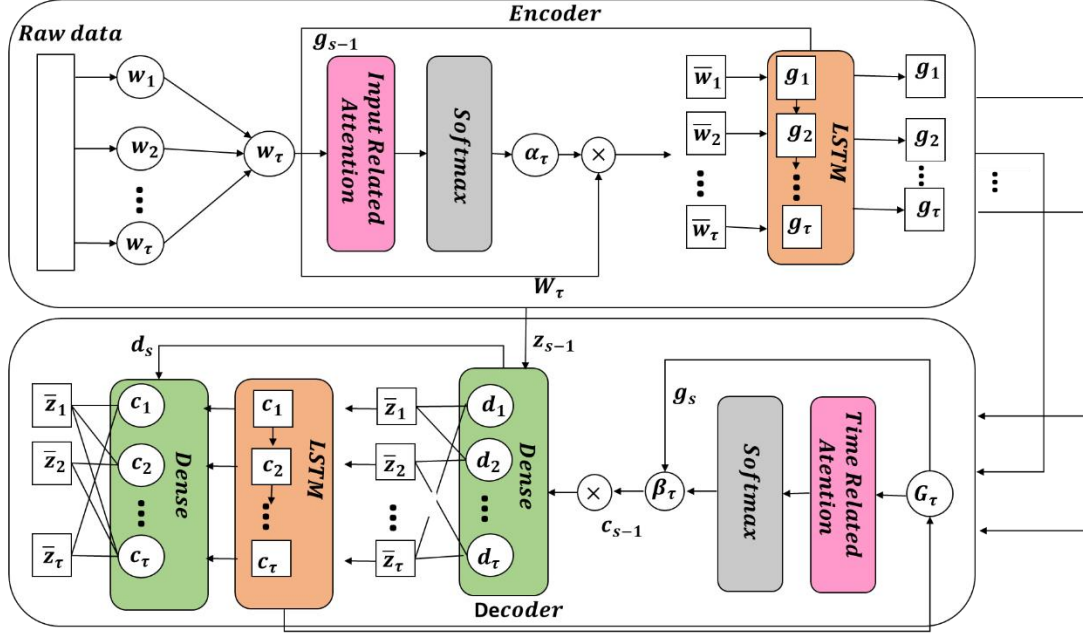 Encoder
Raw data
g_{s-1}
w_1
w_2
w_τ
w_τ
Input Related
Attention
Softmax
α_τ
×
W_τ
w̅_1
w̅_2
w̅_τ
g_1
g_2
g_τ
LSTM
g_1
g_2
g_τ
d_s
z_{s-1}
z̅_1
z̅_2
z̅_τ
c_1
c_2
c_τ
Dense
c_1
c_2
c_τ
LSTM
z̅_1
z̅_2
z̅_τ
d_1
d_2
d_τ
Dense
×
c_{s-1}
β_τ
g_s
Softmax
Time Related
Atention
G_τ
Decoder